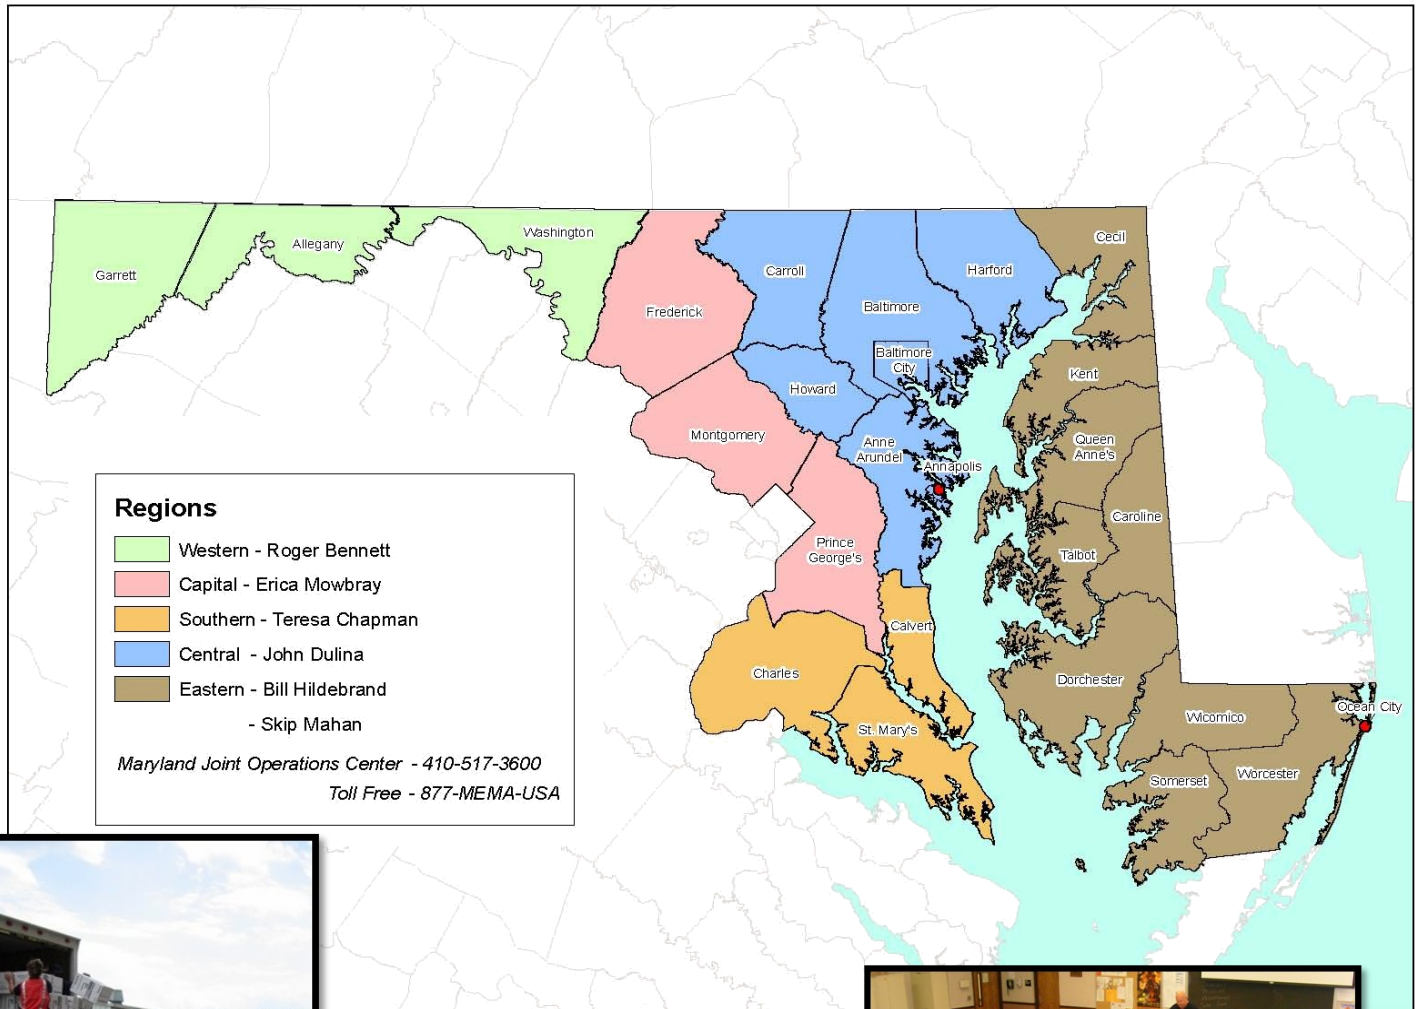 Garrett
Allegany
Washington
Frederick
Carroll
Baltimore
Harford
Cecil
Baltimore
City
Howard
Kent
Montgomery
Anne
Arundel
Annapolis
Queen
Anne's
Caroline
Prince
George's
Talbot
Calvert
Charles
St. Mary's
Dorchester
Wicomico
Ocean City
Somerset
Worcester
Regions
Western - Roger Bennett
Capital - Erica Mowbray
Southern - Teresa Chapman
Central - John Dulina
Eastern - Bill Hildebrand
- Skip Mahan
Maryland Joint Operations Center - 410-517-3600
Toll Free - 877-MEMA-USA